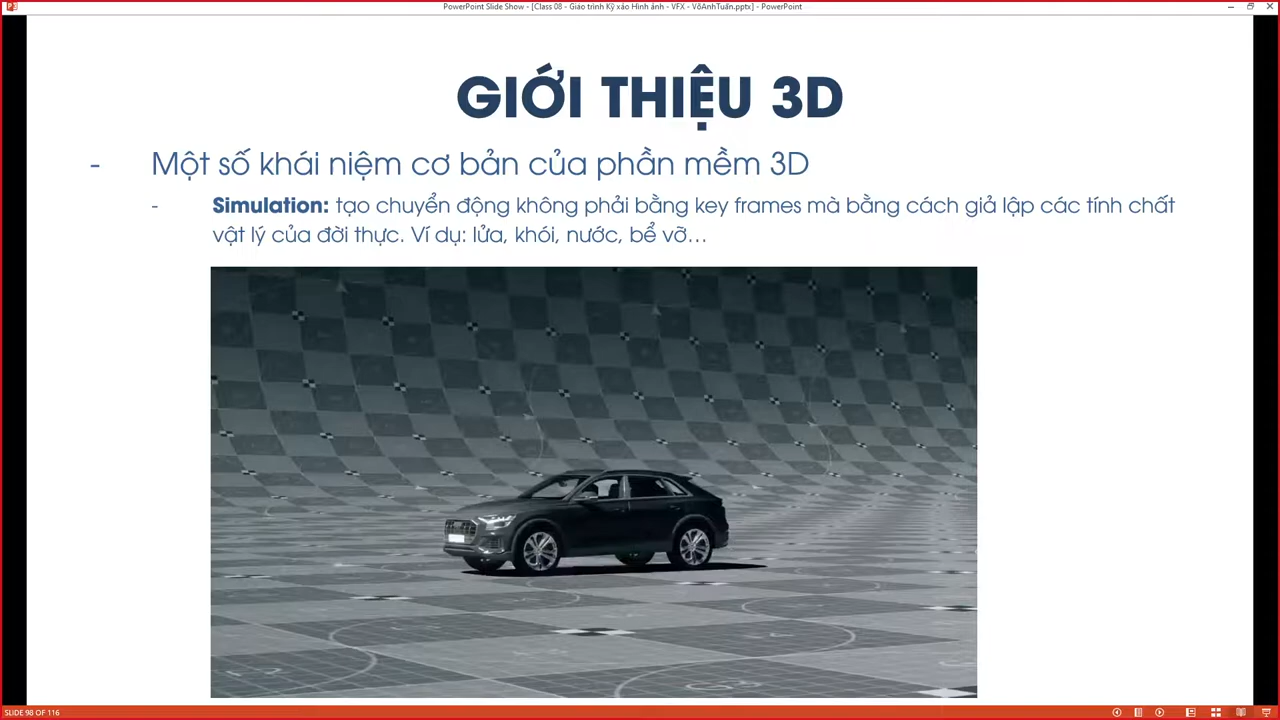 PowerPoint Slide Show - [Class 08 - Giáo trình Kỹ xảo Hình ảnh - VFX - VõAnhTuấn.pptx] - PowerPoint
GIỚI THIỆU 3D
- Một số khái niệm cơ bản của phần mềm 3D
- Simulation: tạo chuyển động không phải bằng key frames mà bằng cách giả lập các tính chất
vật lý của đời thực. Ví dụ: lửa, khói, nước, bể vỡ...
SLIDE 98 OF 116